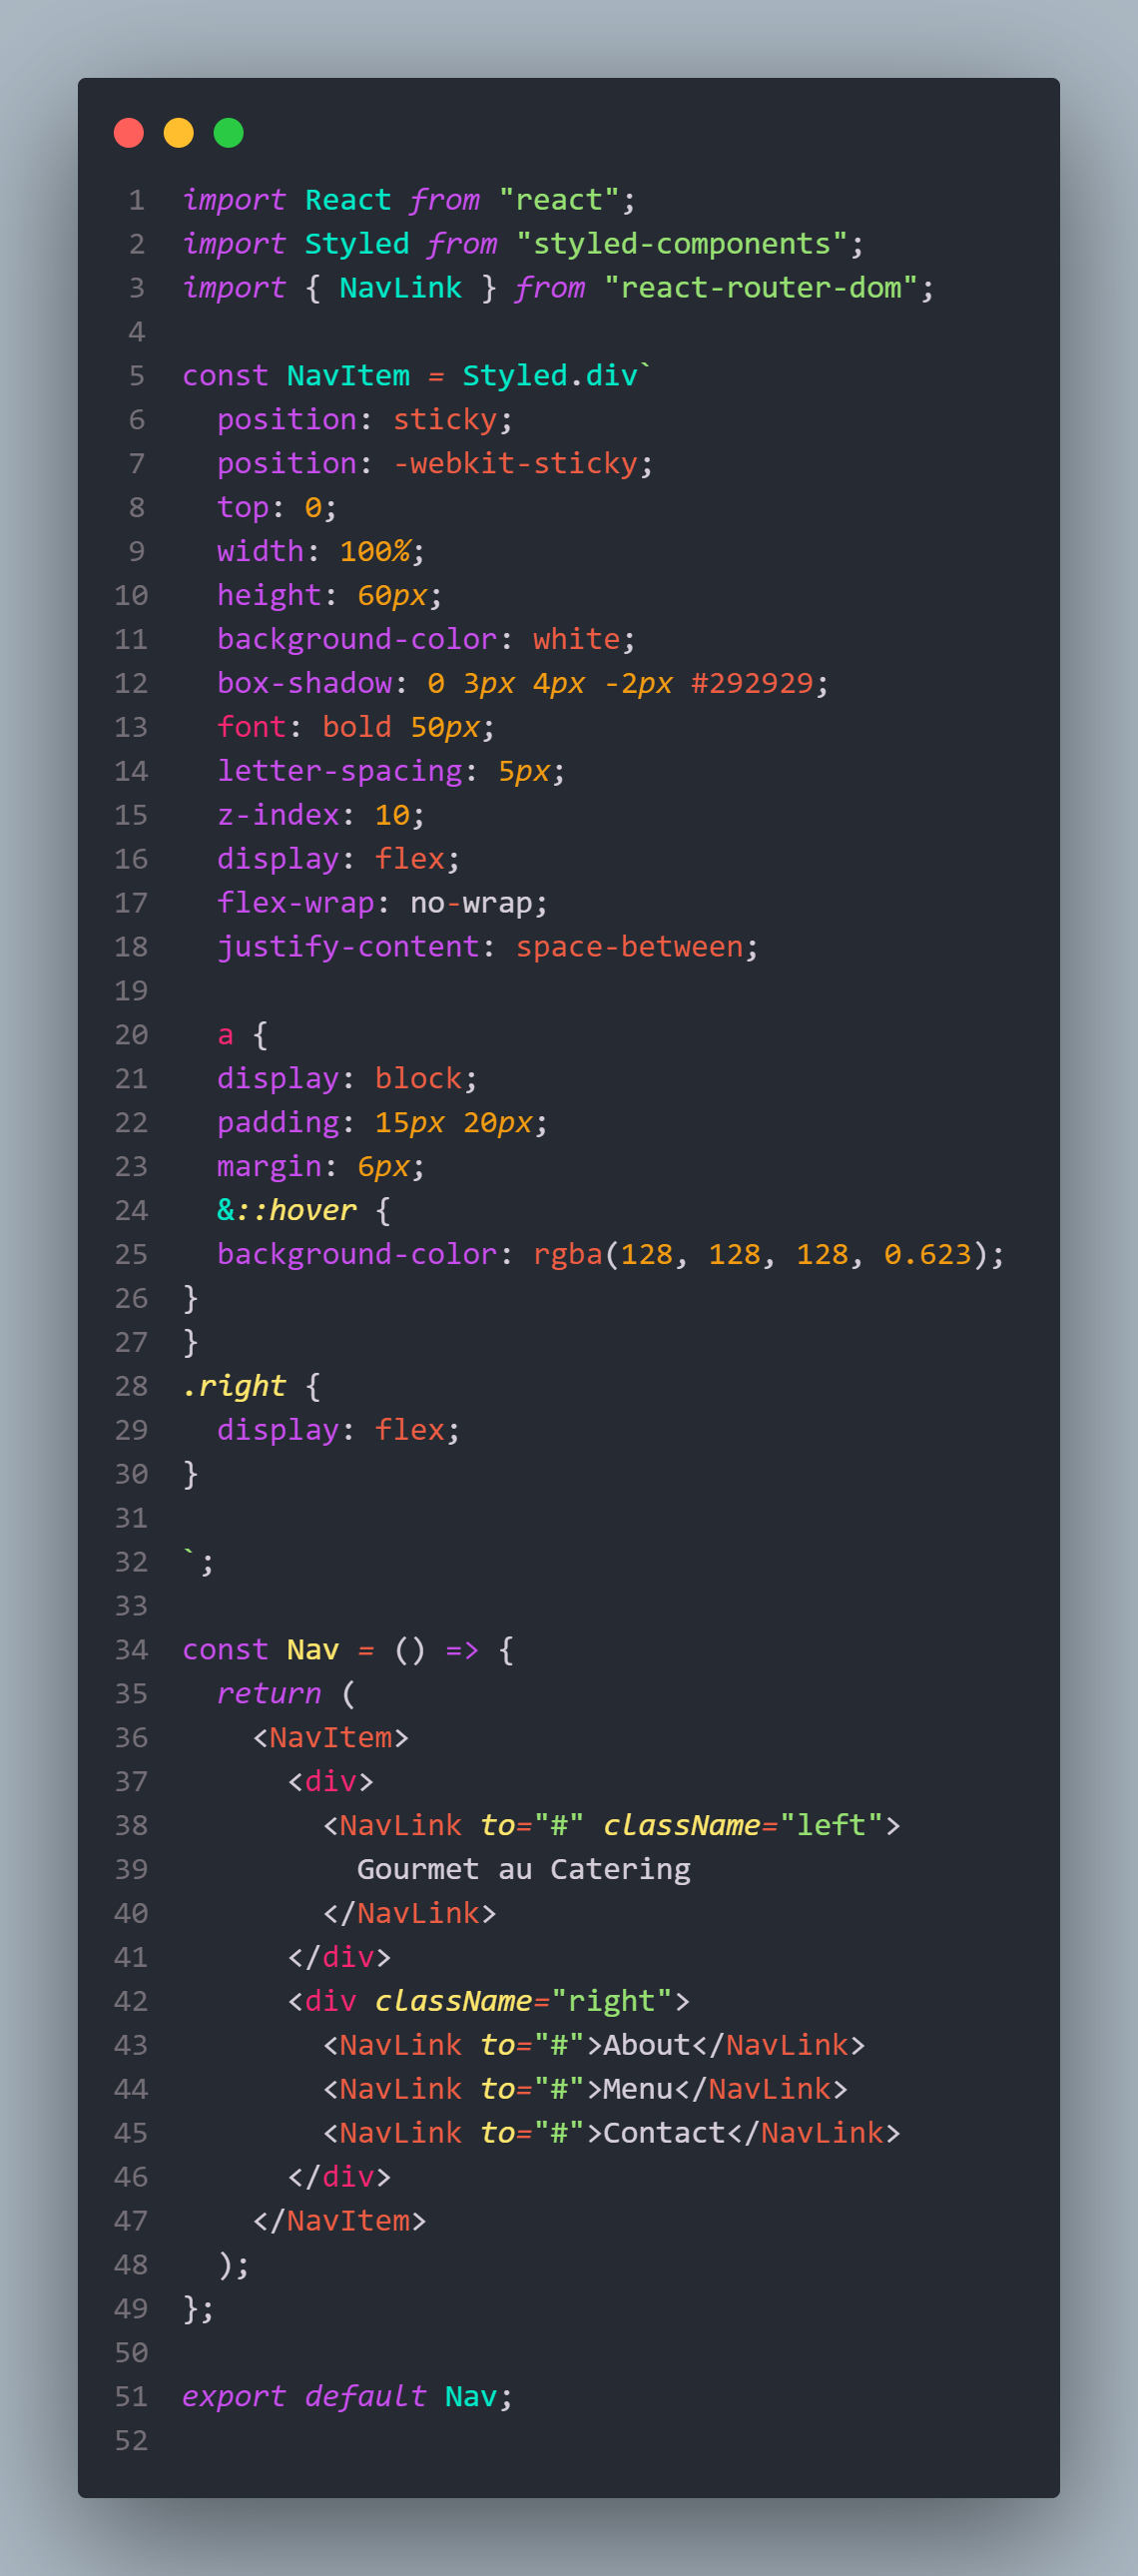 1 import React from "react";
2 import Styled from "styled-components";
3 import { NavLink } from "react-router-dom";
4
5 const NavItem = Styled.div`
6   position: sticky;
7   position: -webkit-sticky;
8   top: 0;
9   width: 100%;
10   height: 60px;
11   background-color: white;
12   box-shadow: 0 3px 4px -2px #292929;
13   font: bold 50px;
14   letter-spacing: 5px;
15   z-index: 10;
16   display: flex;
17   flex-wrap: no-wrap;
18   justify-content: space-between;
19
20   a {
21   display: block;
22   padding: 15px 20px;
23   margin: 6px;
24   &::hover {
25   background-color: rgba(128, 128, 128, 0.623);
26 }
27 }
28 .right {
29   display: flex;
30 }
31
32 `;
33
34 const Nav = () => {
35   return (
36     <NavItem>
37       <div>
38         <NavLink to="#" className="left">
39           Gourmet au Catering
40         </NavLink>
41       </div>
42       <div className="right">
43         <NavLink to="#">About</NavLink>
44         <NavLink to="#">Menu</NavLink>
45         <NavLink to="#">Contact</NavLink>
46       </div>
47     </NavItem>
48   );
49 };
50
51 export default Nav;
52